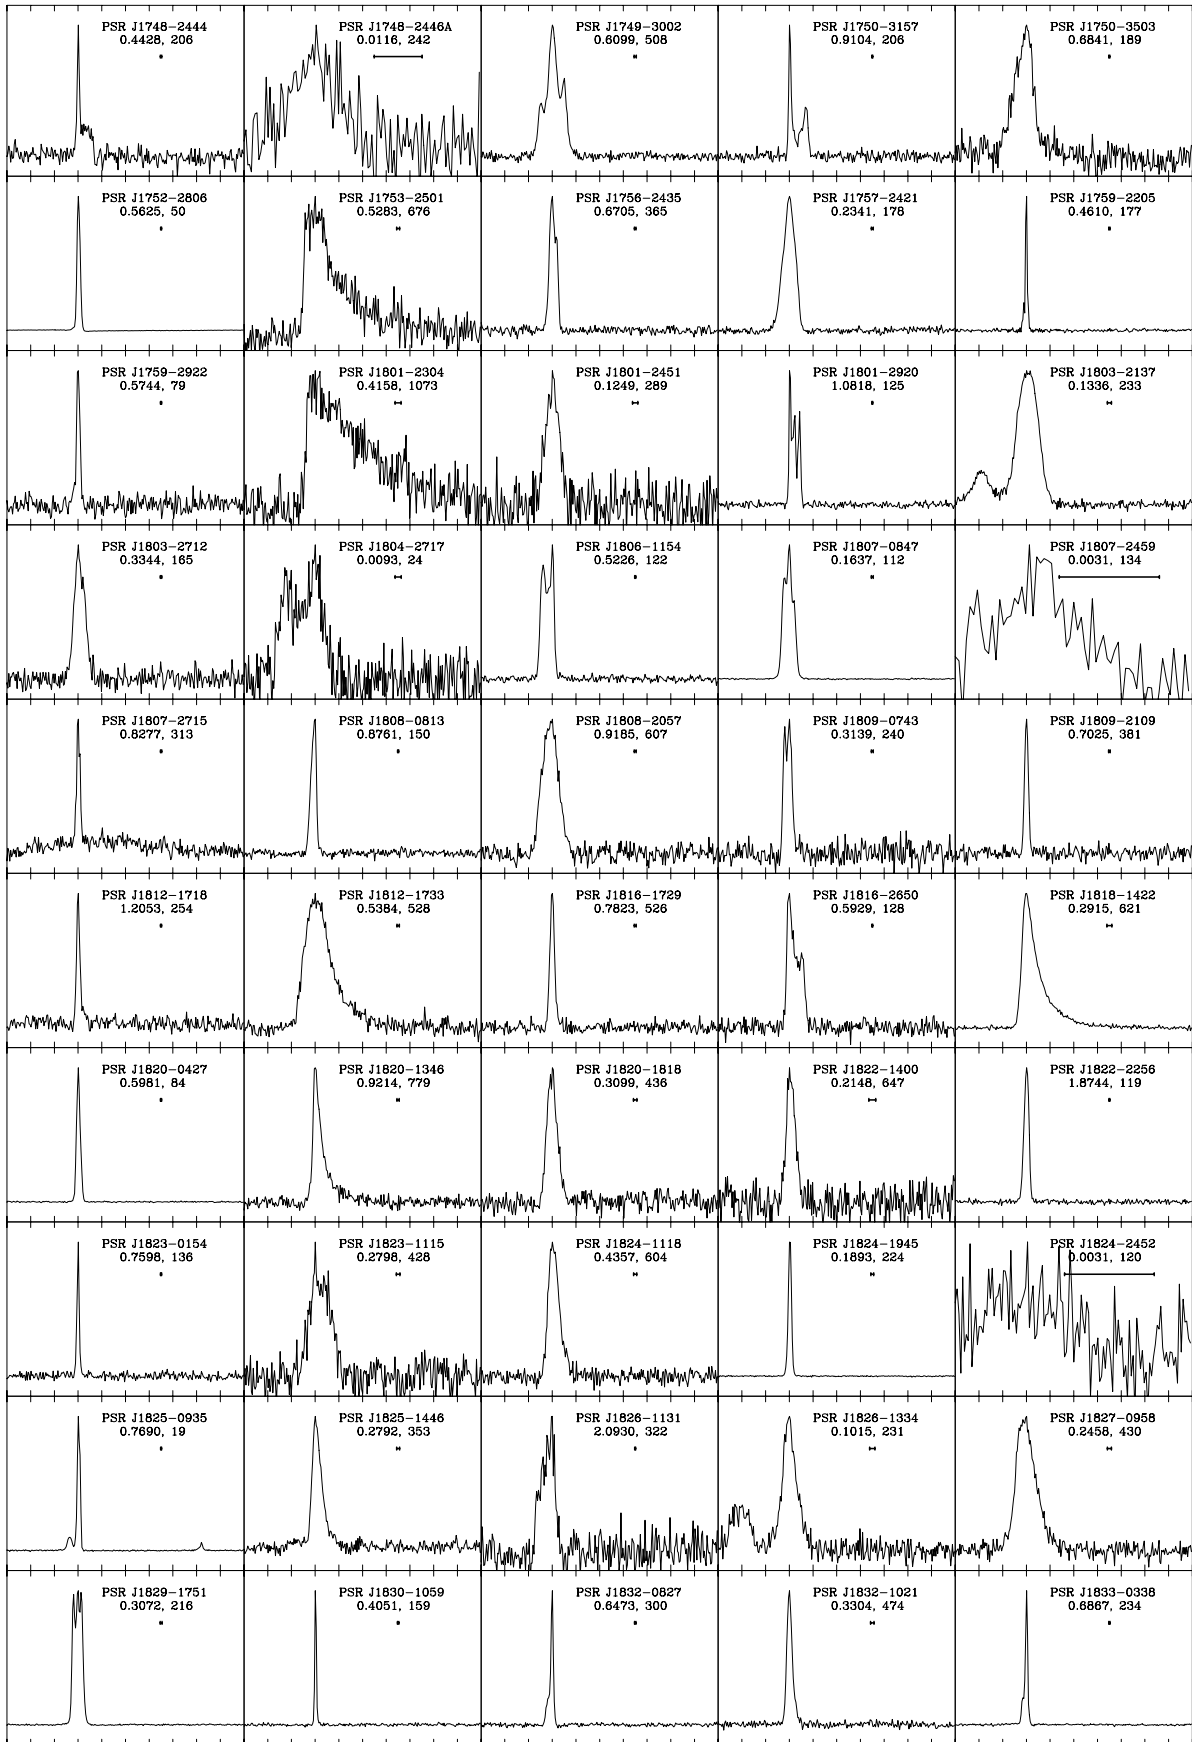 PSR J1748-2444
0.4428, 206
PSR J1748-2446A
0.0116, 242
PSR J1749-3002
0.6099, 508
PSR J1750-3157
0.9104, 206
PSR J1750-3503
0.6841, 189
PSR J1752-2806
0.5625, 50
PSR J1753-2501
0.5283, 676
PSR J1756-2435
0.6705, 365
PSR J1757-2421
0.2341, 178
PSR J1759-2205
0.4610, 177
PSR J1759-2922
0.5744, 79
PSR J1801-2304
0.4158, 1073
PSR J1801-2451
0.1249, 289
PSR J1801-2920
1.0818, 125
PSR J1803-2137
0.1336, 233
PSR J1803-2712
0.3344, 165
PSR J1804-2717
0.0093, 24
PSR J1806-1154
0.5226, 122
PSR J1807-0847
0.1637, 112
PSR J1807-2459
0.0031, 134
PSR J1807-2715
0.8277, 313
PSR J1808-0813
0.8761, 150
PSR J1808-2057
0.9185, 607
PSR J1809-0743
0.3139, 240
PSR J1809-2109
0.7025, 381
PSR J1812-1718
1.2053, 254
PSR J1812-1733
0.5384, 528
PSR J1816-1729
0.7823, 526
PSR J1816-2650
0.5929, 128
PSR J1818-1422
0.2915, 621
PSR J1820-0427
0.5981, 84
PSR J1820-1346
0.9214, 779
PSR J1820-1818
0.3099, 436
PSR J1822-1400
0.2148, 647
PSR J1822-2256
1.8744, 119
PSR J1823-0154
0.7598, 136
PSR J1823-1115
0.2798, 428
PSR J1824-1118
0.4357, 604
PSR J1824-1945
0.1893, 224
PSR J1824-2452
0.0031, 120
PSR J1825-0935
0.7690, 19
PSR J1825-1446
0.2792, 353
PSR J1826-1131
2.0930, 322
PSR J1826-1334
0.1015, 231
PSR J1827-0958
0.2458, 430
PSR J1829-1751
0.3072, 216
PSR J1830-1059
0.4051, 159
PSR J1832-0827
0.6473, 300
PSR J1832-1021
0.3304, 474
PSR J1833-0338
0.6867, 234